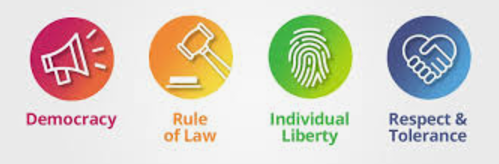 Democracy
Rule
of Law
Individual
Liberty
Respect &
Tolerance